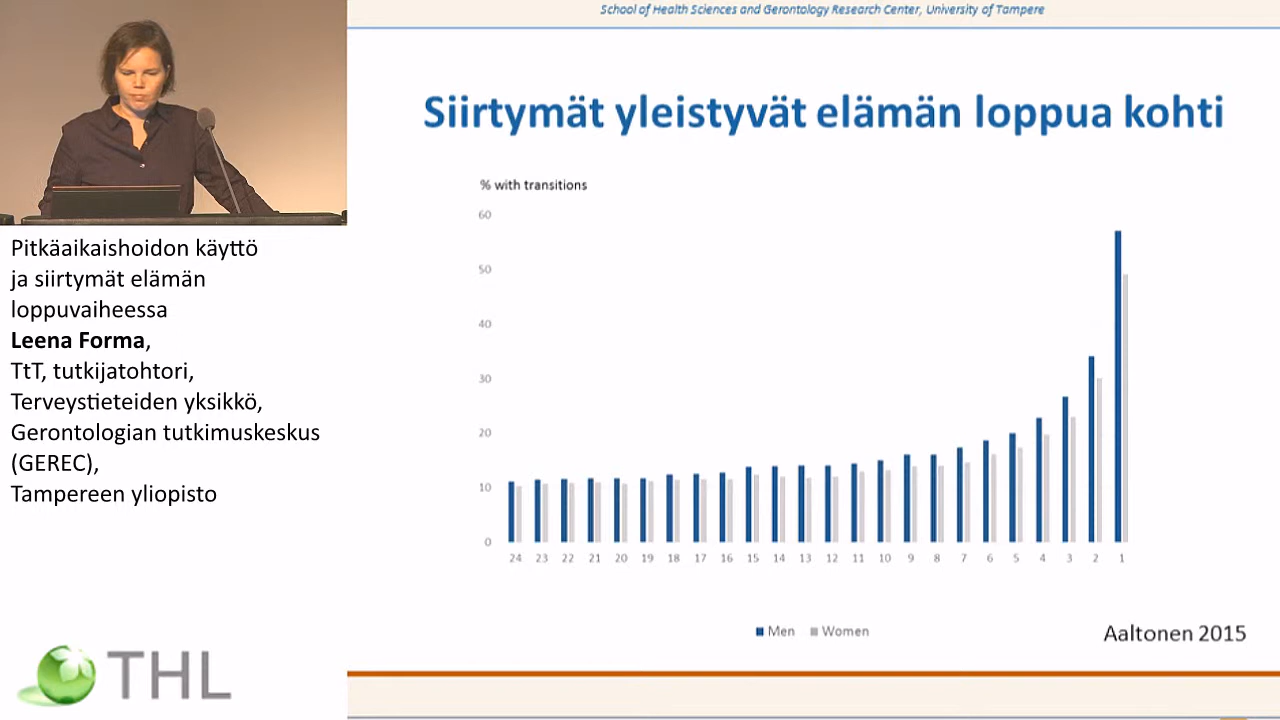 School of Health Sciences and Gerontology Research Center, University of Tampere
Siirtymät yleistyvät elämän loppua kohti
% with transitions
60
50
40
30
20
10
0
24 23 22 21 20 19 18 17 16 15 14 13 12 11 10 9 8 7 6 5 4 3 2 1
Men Women
Aaltonen 2015
Pitkäaikaishoidon käyttö
ja siirtymät elämän
loppuvaiheessa
Leena Forma,
TtT, tutkijatohtori,
Terveystieteiden yksikkö,
Gerontologian tutkimuskeskus
(GEREC),
Tampereen yliopisto
THL